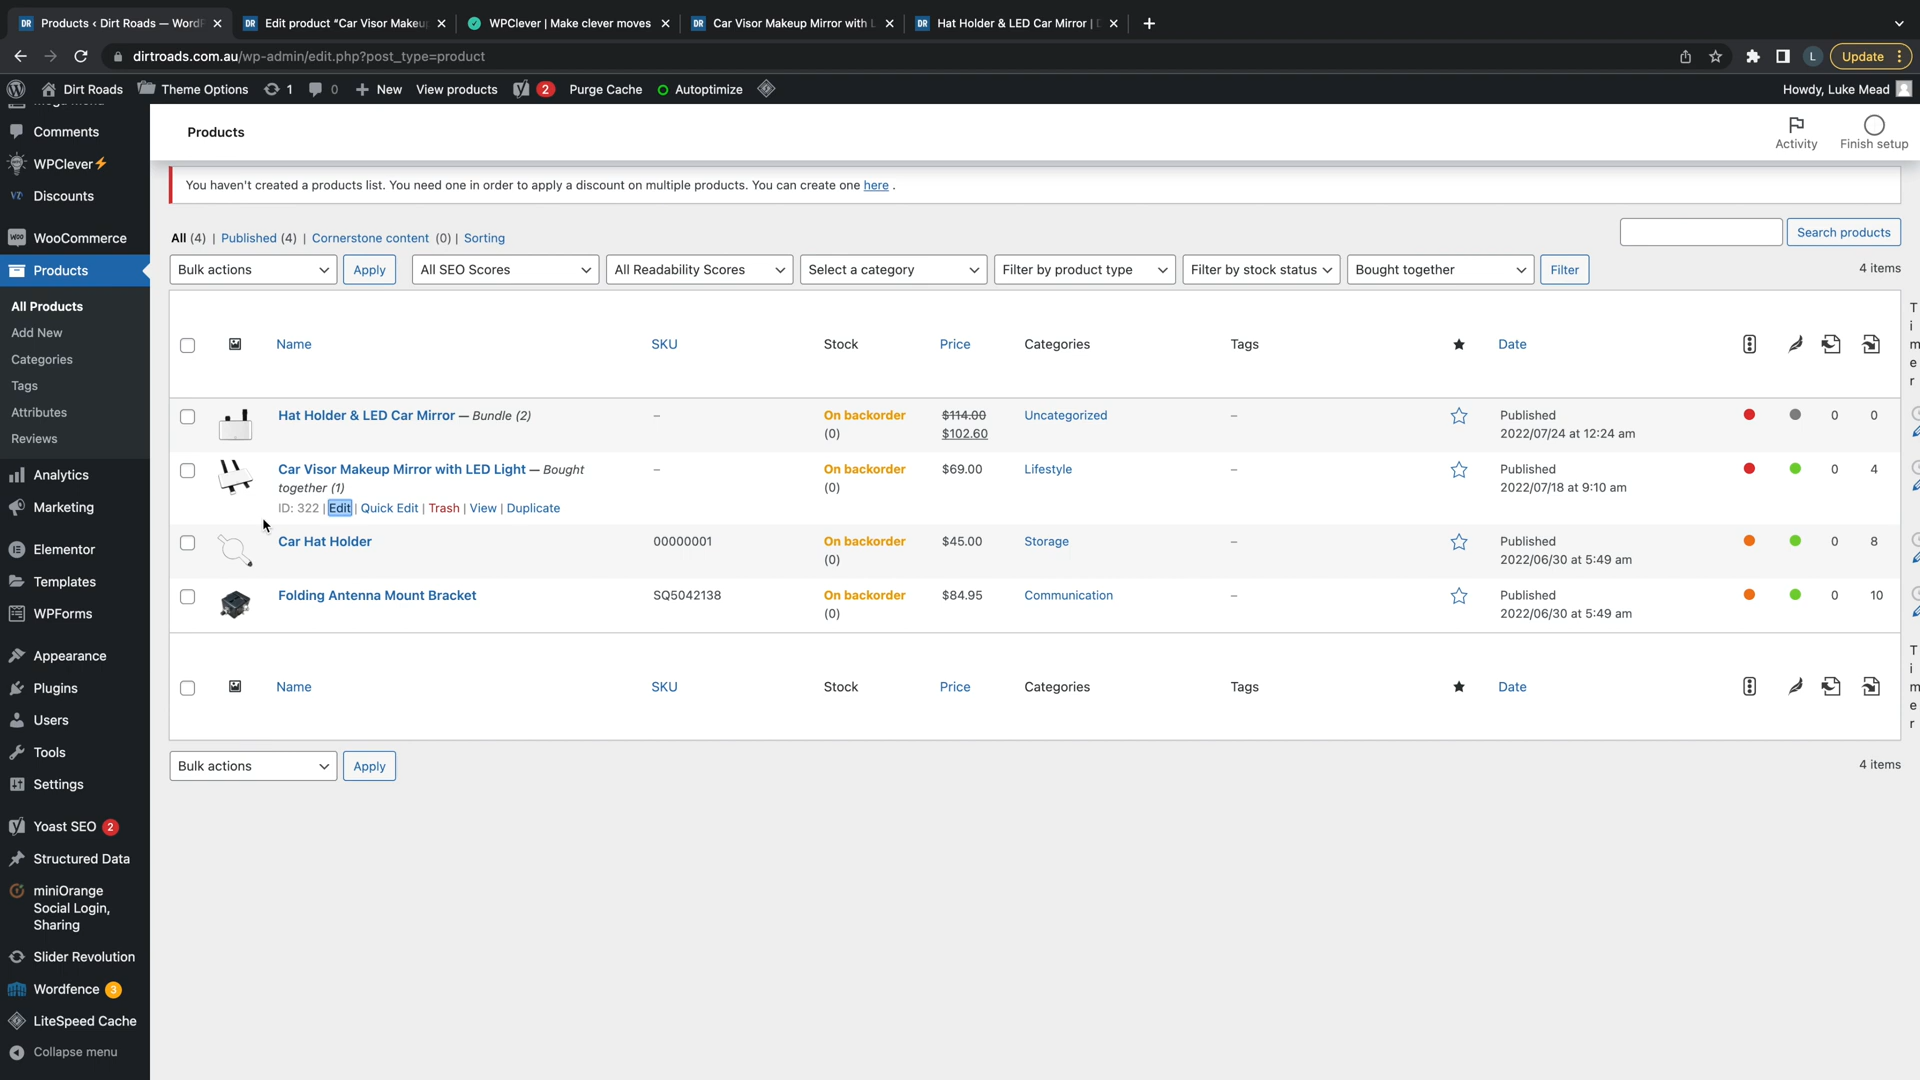 DR Products ‹ Dirt Roads — WordP
DR Edit product "Car Visor Makeu
WPClever | Make clever moves
DR Car Visor Makeup Mirror with L
DR Hat Holder & LED Car Mirror | D
dirtroads.com.au/wp-admin/edit.php?post_type=product
L
Update
Dirt Roads
Theme Options
1
0
New
View products
2
Purge Cache
Autoptimize
Howdy, Luke Mead
Comments
WPClever⚡
Discounts
WooCommerce
Products
All Products
Add New
Categories
Tags
Attributes
Reviews
Analytics
Marketing
Elementor
Templates
WPForms
Appearance
Plugins
Users
Tools
Settings
Yoast SEO 2
Structured Data
miniOrange
Social Login,
Sharing
Slider Revolution
Wordfence 3
LiteSpeed Cache
Collapse menu
Products
Activity
Finish setup
You haven't created a products list. You need one in order to apply a discount on multiple products. You can create one here .
All (4) | Published (4) | Cornerstone content (0) | Sorting
Search products
Bulk actions
Apply
All SEO Scores
All Readability Scores
Select a category
Filter by product type
Filter by stock status
Bought together
Filter
4 items
Name SKU Stock Price Categories Tags Date
T
i
m
e
r
Hat Holder & LED Car Mirror — Bundle (2) – On backorder $114.00 Uncategorized – Published 0 0
(0) $102.60 2022/07/24 at 12:24 am
Car Visor Makeup Mirror with LED Light — Bought – On backorder $69.00 Lifestyle – Published 0 4
together (1) (0) 2022/07/18 at 9:10 am
ID: 322 | Edit | Quick Edit | Trash | View | Duplicate
Car Hat Holder 00000001 On backorder $45.00 Storage – Published 0 8
(0) 2022/06/30 at 5:49 am
Folding Antenna Mount Bracket SQ5042138 On backorder $84.95 Communication – Published 0 10
(0) 2022/06/30 at 5:49 am
Name SKU Stock Price Categories Tags Date
T
i
m
e
r
Bulk actions
Apply
4 items